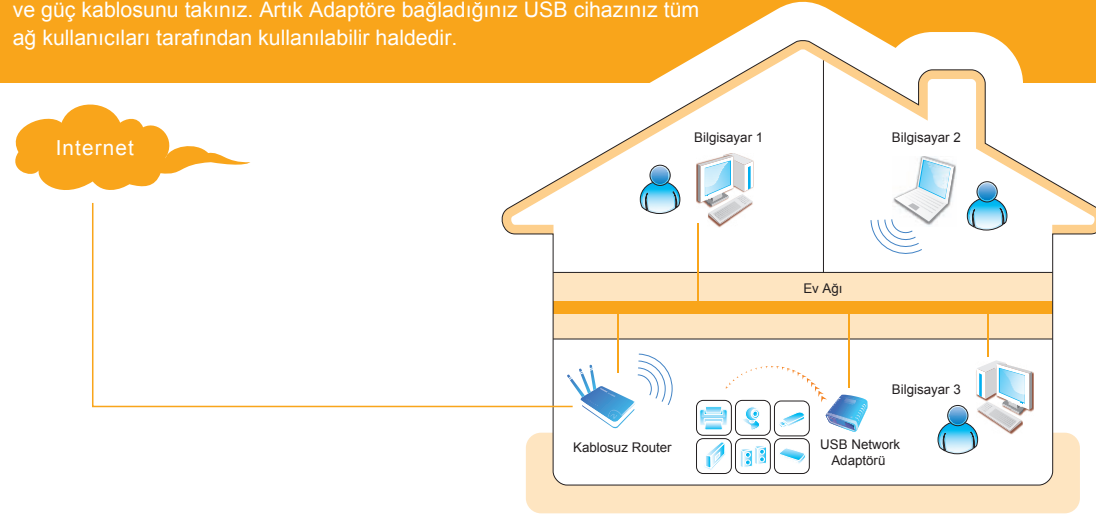 ve güç kablosunu takınız. Artık Adaptöre bağladığınız USB cihazınız tüm
ağ kullanıcıları tarafından kullanılabilir haldedir.
Internet
Bilgisayar 1
Bilgisayar 2
Ev Ağı
Bilgisayar 3
Kablosuz Router
USB Network
Adaptörü